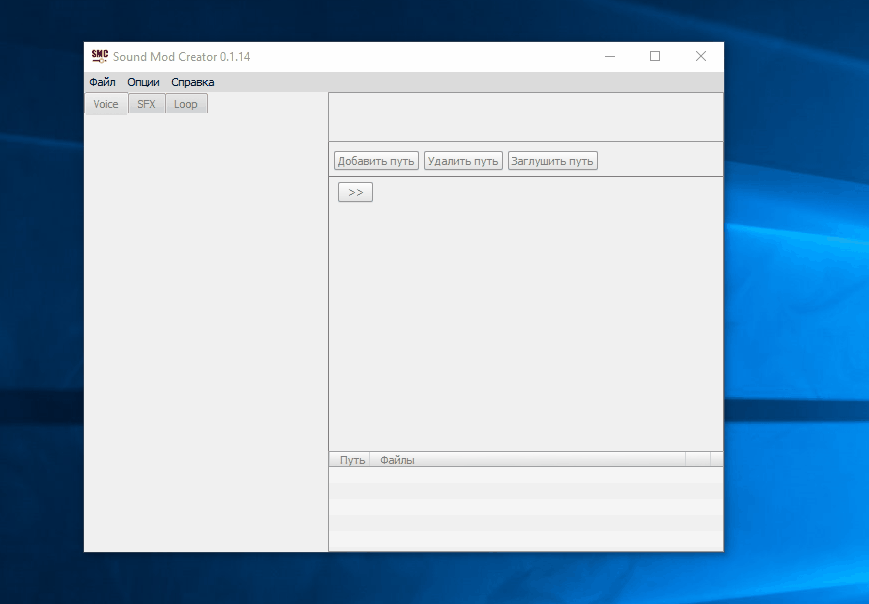 SMC Sound Mod Creator 0.1.14
Файл Опции Справка
Voice SFX Loop
Добавить путь Удалить путь Заглушить путь
>>
Путь Файлы